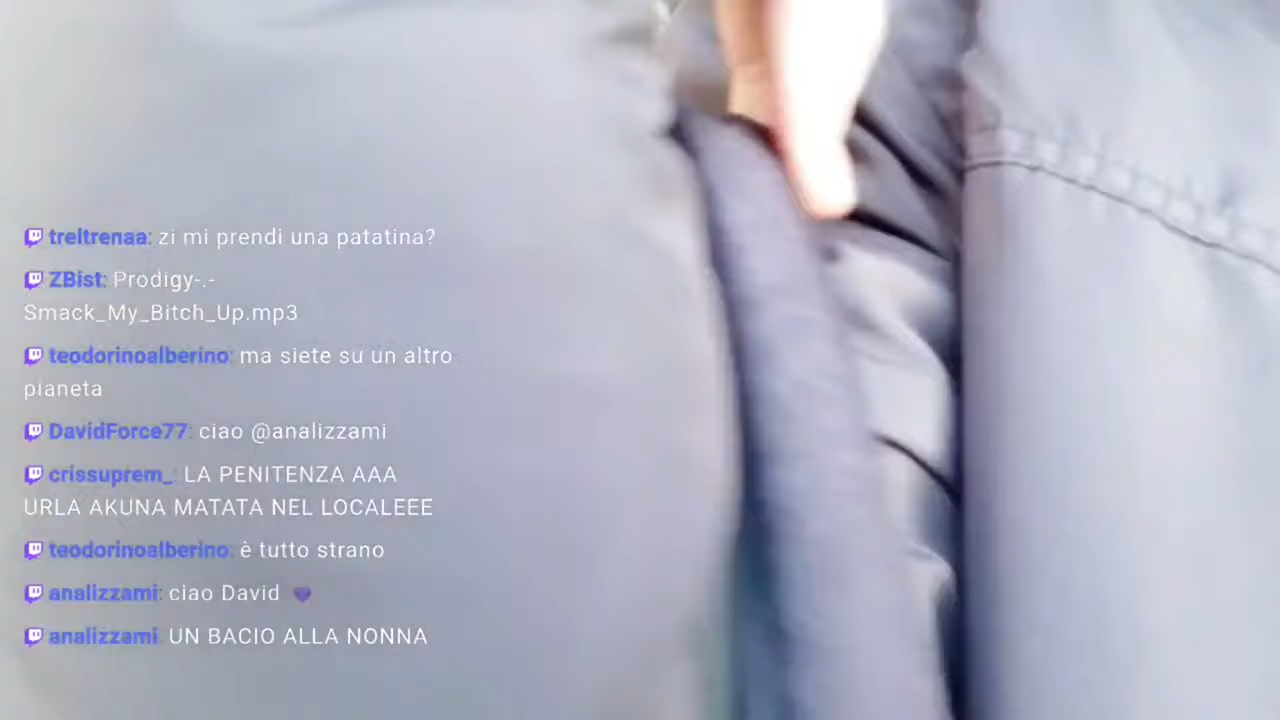 treltrenaa: zi mi prendi una patatina?
ZBist: Prodigy-.-
Smack_My_Bitch_Up.mp3
teodorinoalberino: ma siete su un altro
pianeta
DavidForce77: ciao @analizzami
crissuprem_: LA PENITENZA AAA
URLA AKUNA MATATA NEL LOCALEEE
teodorinoalberino: è tutto strano
analizzami: ciao David 💜
analizzami: UN BACIO ALLA NONNA